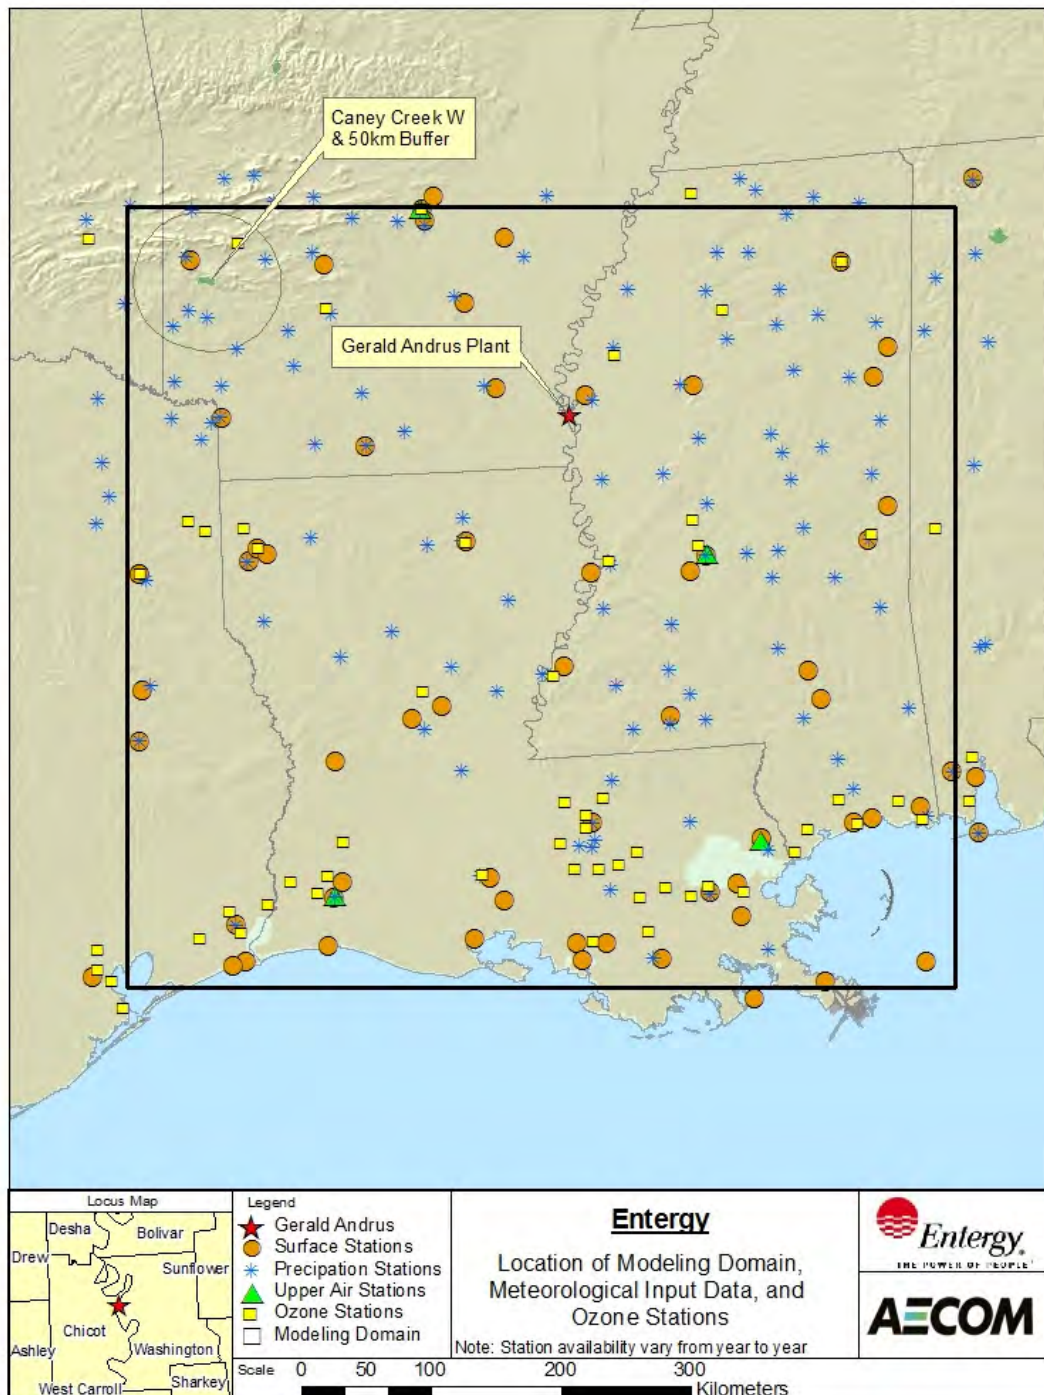 Caney Creek W
& 50km Buffer
Gerald Andrus Plant
Locus Map
Desha
Bolivar
Drew
Sunflower
Chicot
Ashley
Washington
West Carroll
Sharkey
Legend
Gerald Andrus
Surface Stations
Precipation Stations
Upper Air Stations
Ozone Stations
Modeling Domain
Scale
0 50 100 200 300
Kilometers
Entergy
Location of Modeling Domain,
Meteorological Input Data, and
Ozone Stations
Note: Station availability vary from year to year
Entergy®
THE POWER OF PEOPLE®
AECOM